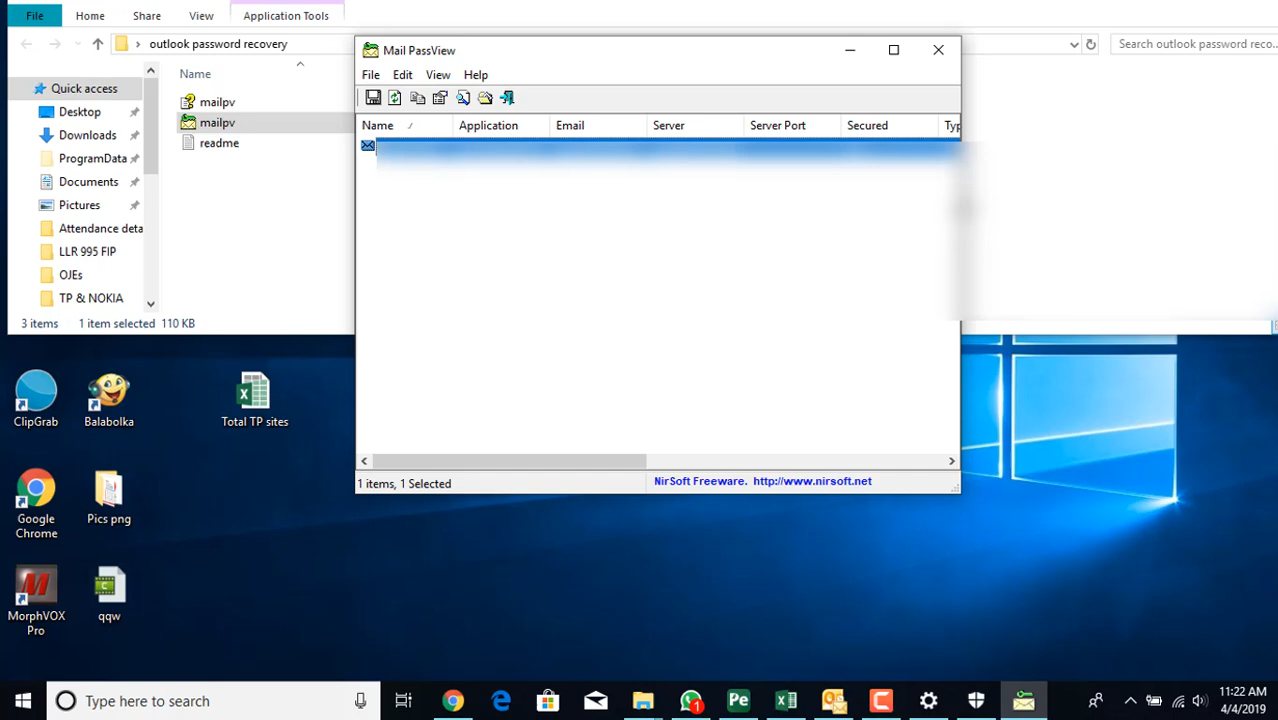 File Home Share View Application Tools
outlook password recovery
Search outlook password reco...
Name
Quick access
Desktop
Downloads
ProgramData
Documents
Pictures
Attendance deta
LLR 995 FIP
OJEs
TP & NOKIA
mailpv
mailpv
readme
3 items 1 item selected 110 KB
Mail PassView
File Edit View Help
Name Application Email Server Server Port Secured Typ
1 items, 1 Selected
NirSoft Freeware. http://www.nirsoft.net
ClipGrab
Balabolka
Total TP sites
Google
Chrome
Pics png
MorphVOX
Pro
qqw
Type here to search
Pe
1
11:22 AM
4/4/2019